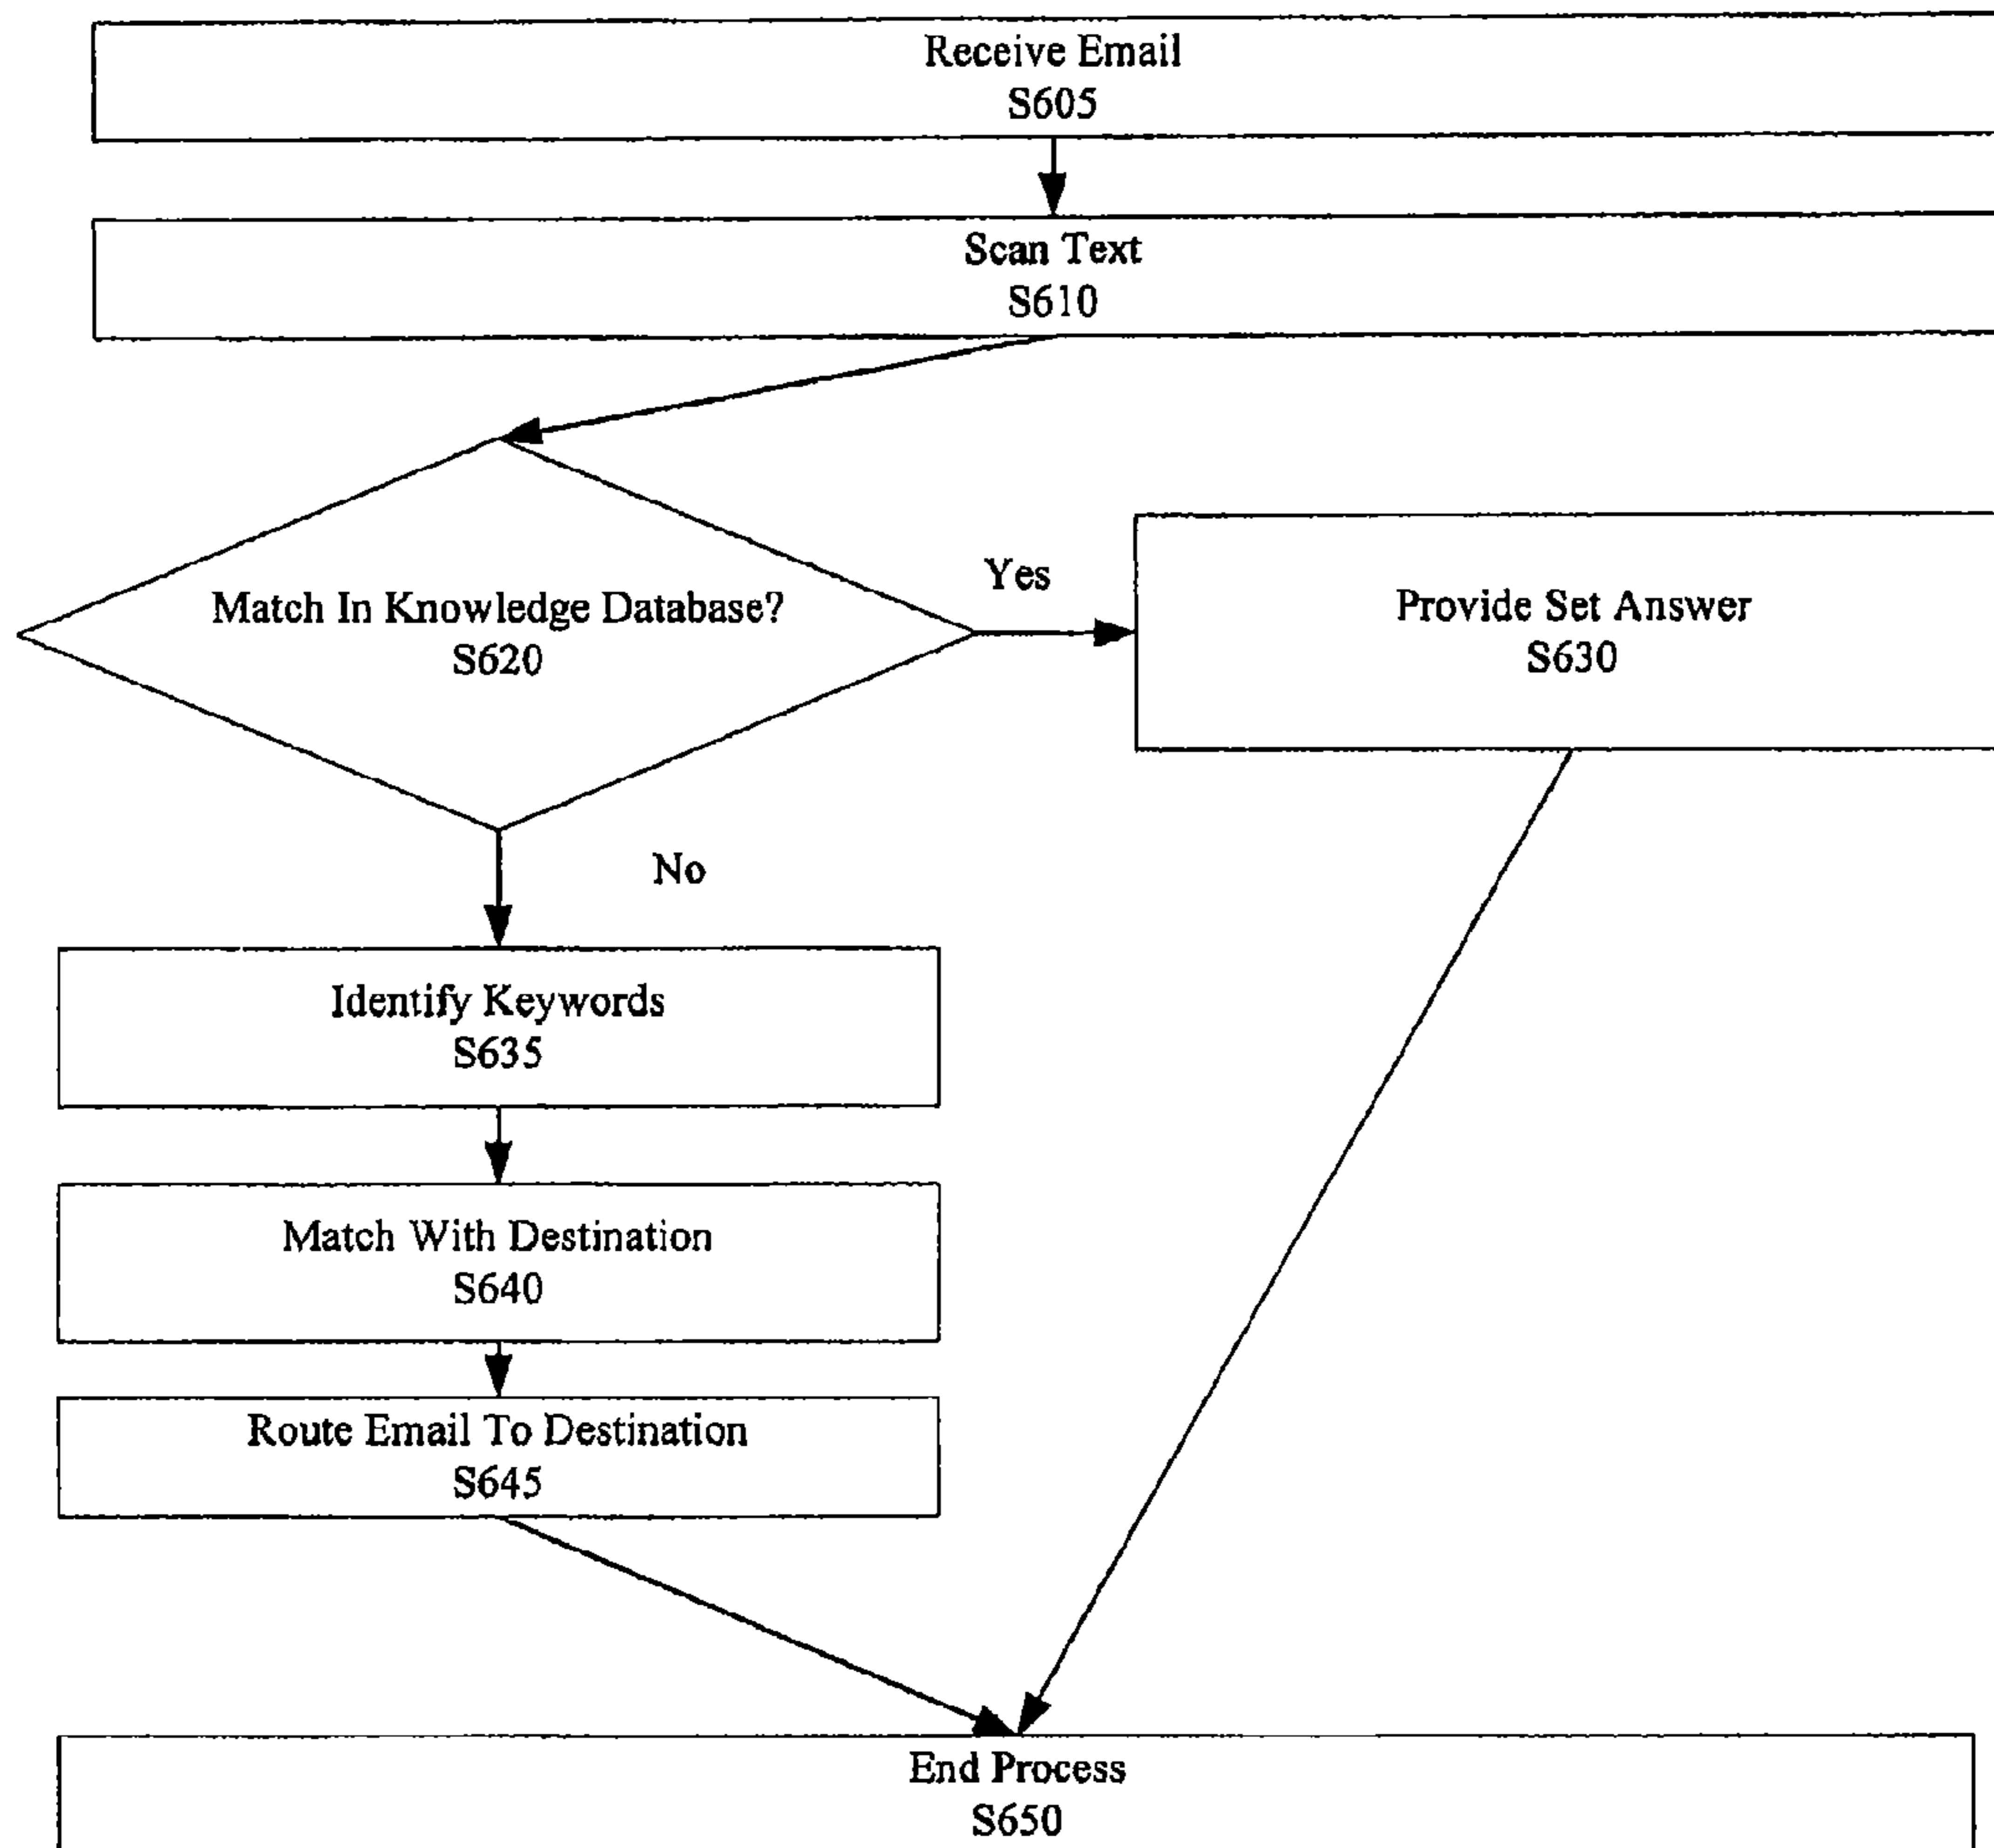 Receive Email
S605
Scan Text
S610
Match In Knowledge Database?
S620
Yes
Provide Set Answer
S630
No
Identify Keywords
S635
Match With Destination
S640
Route Email To Destination
S645
End Process
S650